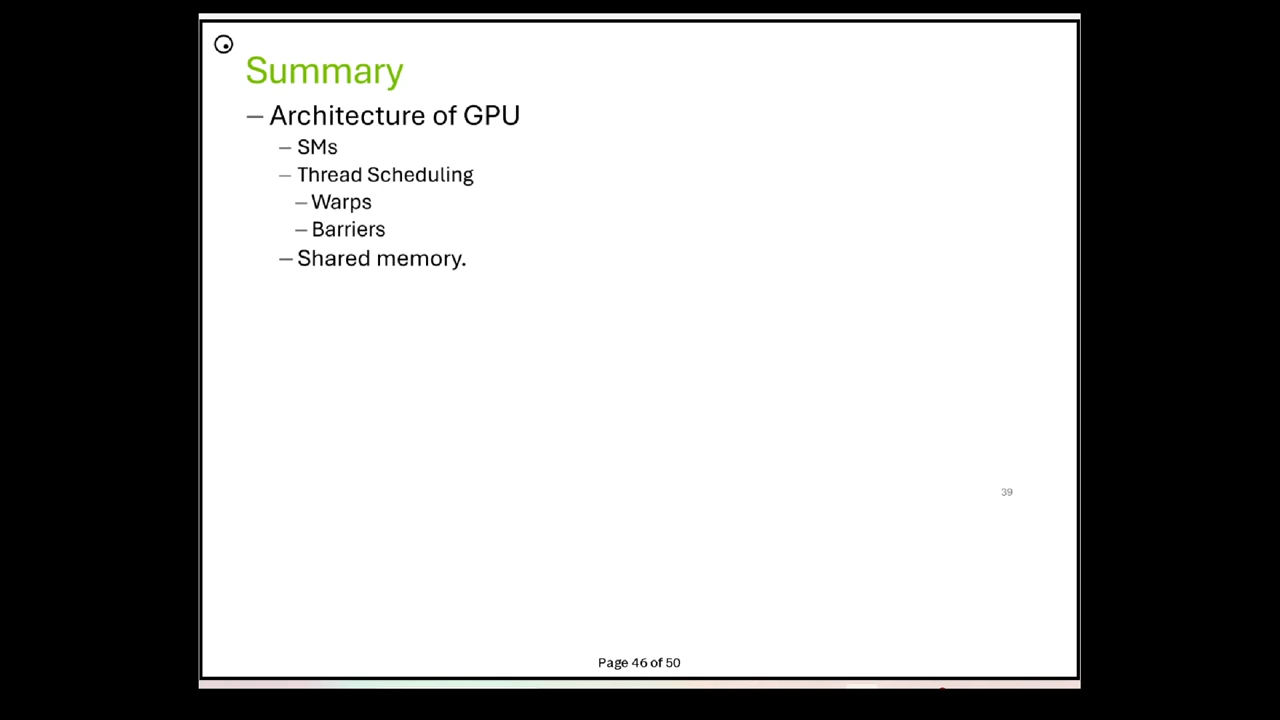 Summary
– Architecture of GPU
– SMs
– Thread Scheduling
– Warps
– Barriers
– Shared memory.
39
Page 46 of 50